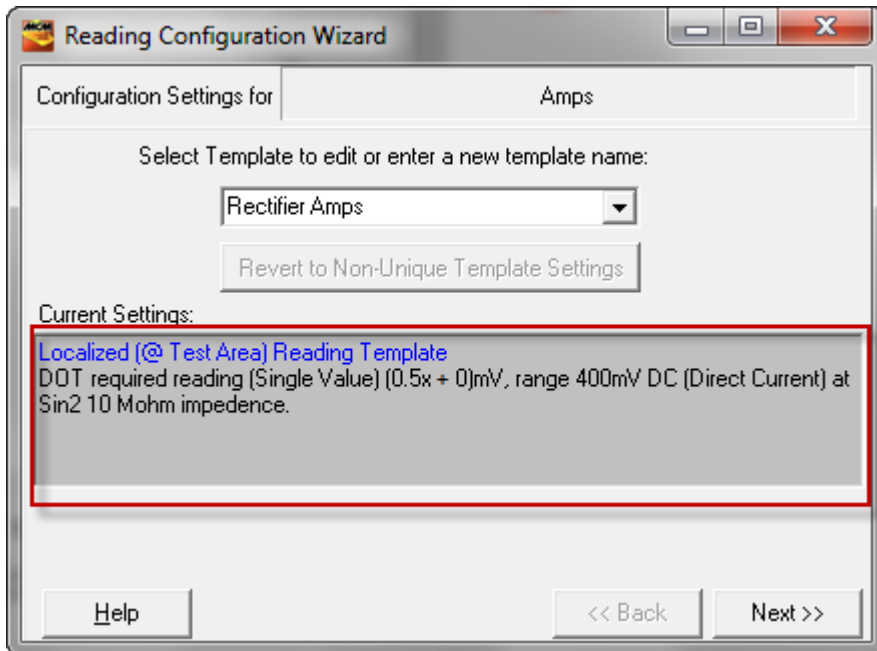 MCM
Reading Configuration Wizard
Configuration Settings for
Amps
Select Template to edit or enter a new template name:
Rectifier Amps
Revert to Non-Unique Template Settings
Current Settings:
Localized (@ Test Area) Reading Template
DOT required reading (Single Value) (0.5x + 0)mV, range 400mV DC (Direct Current) at
Sin2 10 Mohm impedence.
Help
<< Back
Next >>